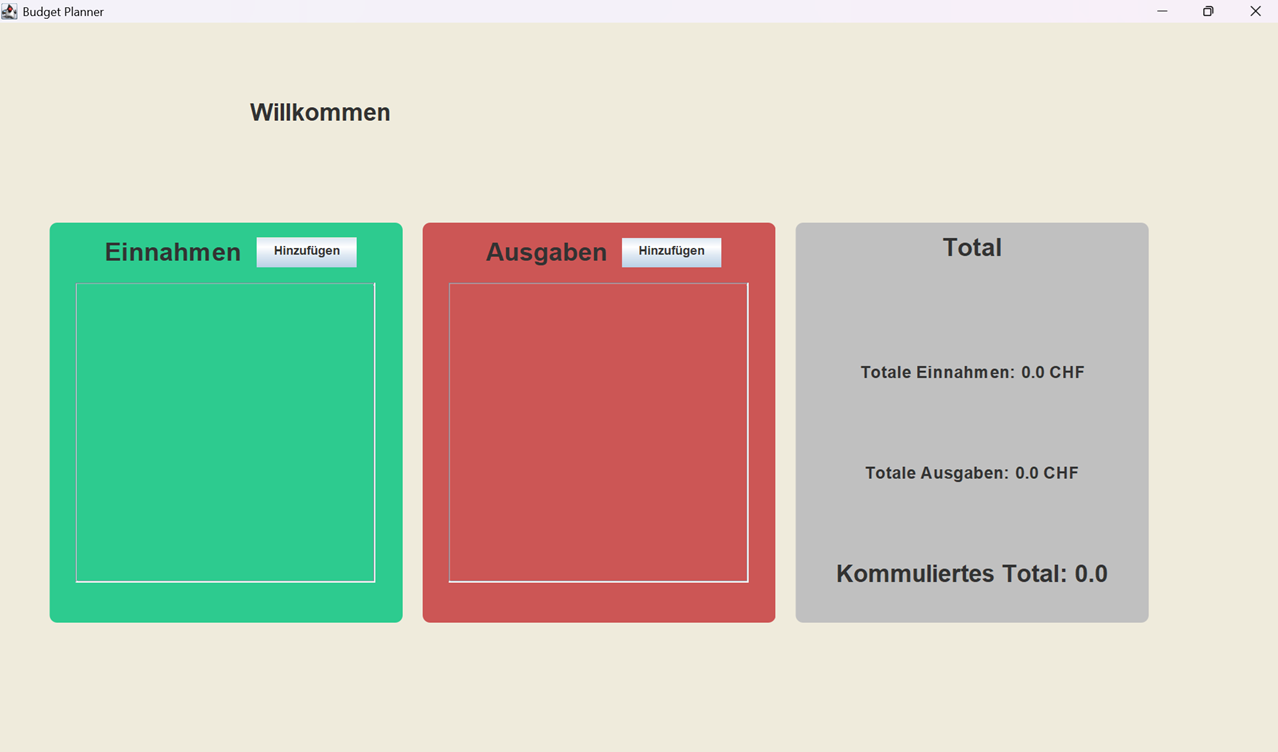 Budget Planner
Willkommen
Einnahmen
Hinzufügen
Ausgaben
Hinzufügen
Total
Totale Einnahmen: 0.0 CHF
Totale Ausgaben: 0.0 CHF
Kommuliertes Total: 0.0